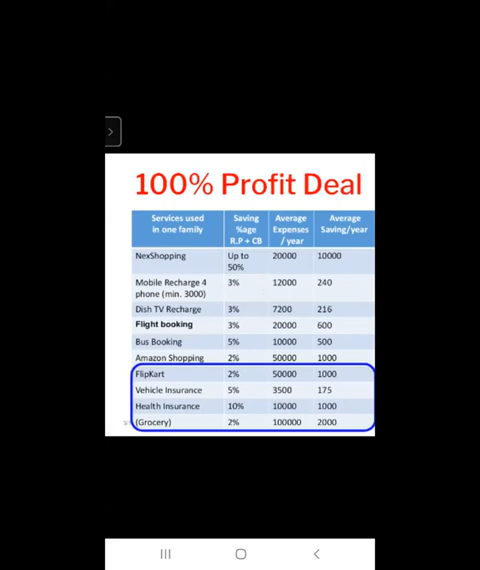 100% Profit Deal
Services used in one family | Saving %age R.P + CB | Average Expenses / year | Average Saving/year
NexShopping | Up to 50% | 20000 | 10000
Mobile Recharge 4 phone (min. 3000) | 3% | 12000 | 240
Dish TV Recharge | 3% | 7200 | 216
Flight booking | 3% | 20000 | 600
Bus Booking | 5% | 10000 | 500
Amazon Shopping | 2% | 50000 | 1000
FlipKart | 2% | 50000 | 1000
Vehicle Insurance | 5% | 3500 | 175
Health Insurance | 10% | 10000 | 1000
(Grocery) | 2% | 100000 | 2000